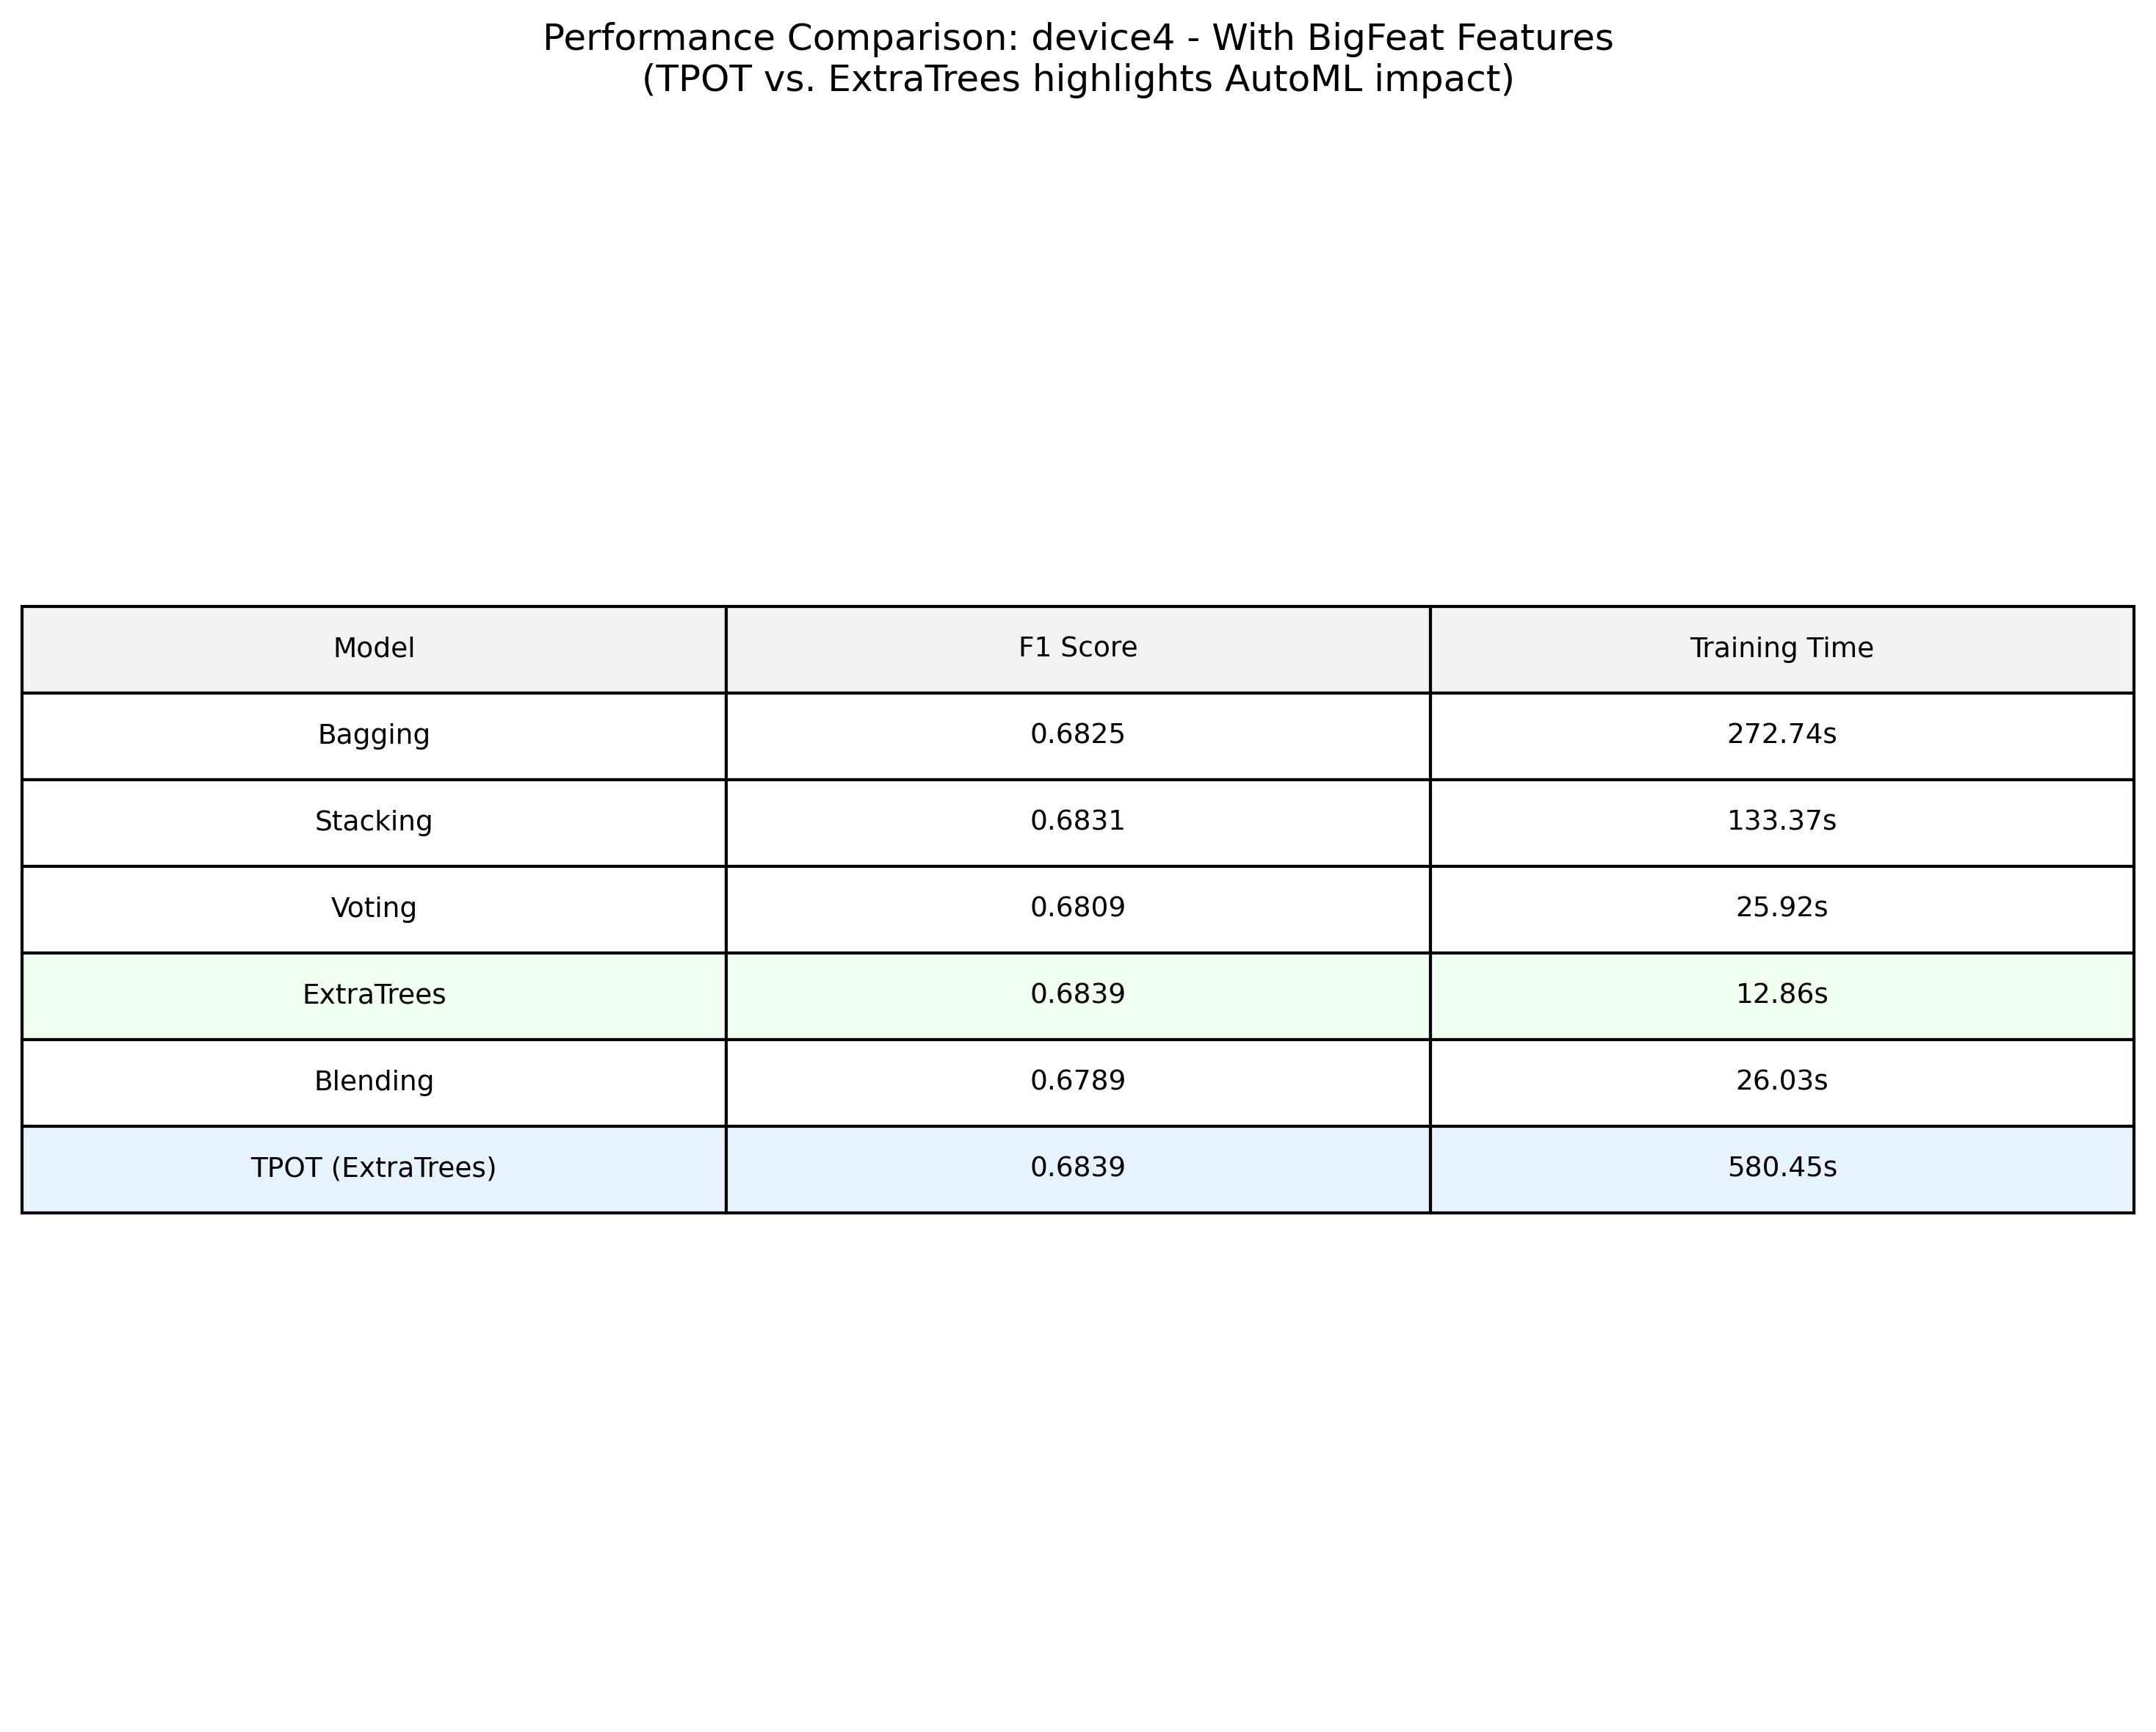 Performance Comparison: device4 - With BigFeat Features
(TPOT vs. ExtraTrees highlights AutoML impact)
Model F1 Score Training Time
Bagging 0.6825 272.74s
Stacking 0.6831 133.37s
Voting 0.6809 25.92s
ExtraTrees 0.6839 12.86s
Blending 0.6789 26.03s
TPOT (ExtraTrees) 0.6839 580.45s